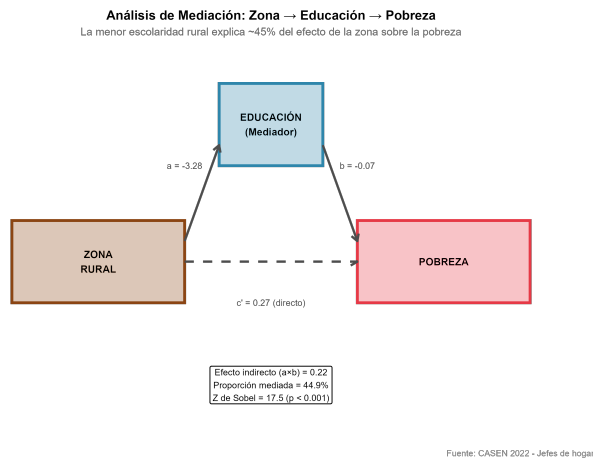 Análisis de Mediación: Zona → Educación → Pobreza
La menor escolaridad rural explica ~45% del efecto de la zona sobre la pobreza
EDUCACIÓN
(Mediador)
a = -3.28
b = -0.07
ZONA
RURAL
POBREZA
c' = 0.27 (directo)
Efecto indirecto (a×b) = 0.22
Proporción mediada = 44.9%
Z de Sobel = 17.5 (p < 0.001)
Fuente: CASEN 2022 - Jefes de hogar